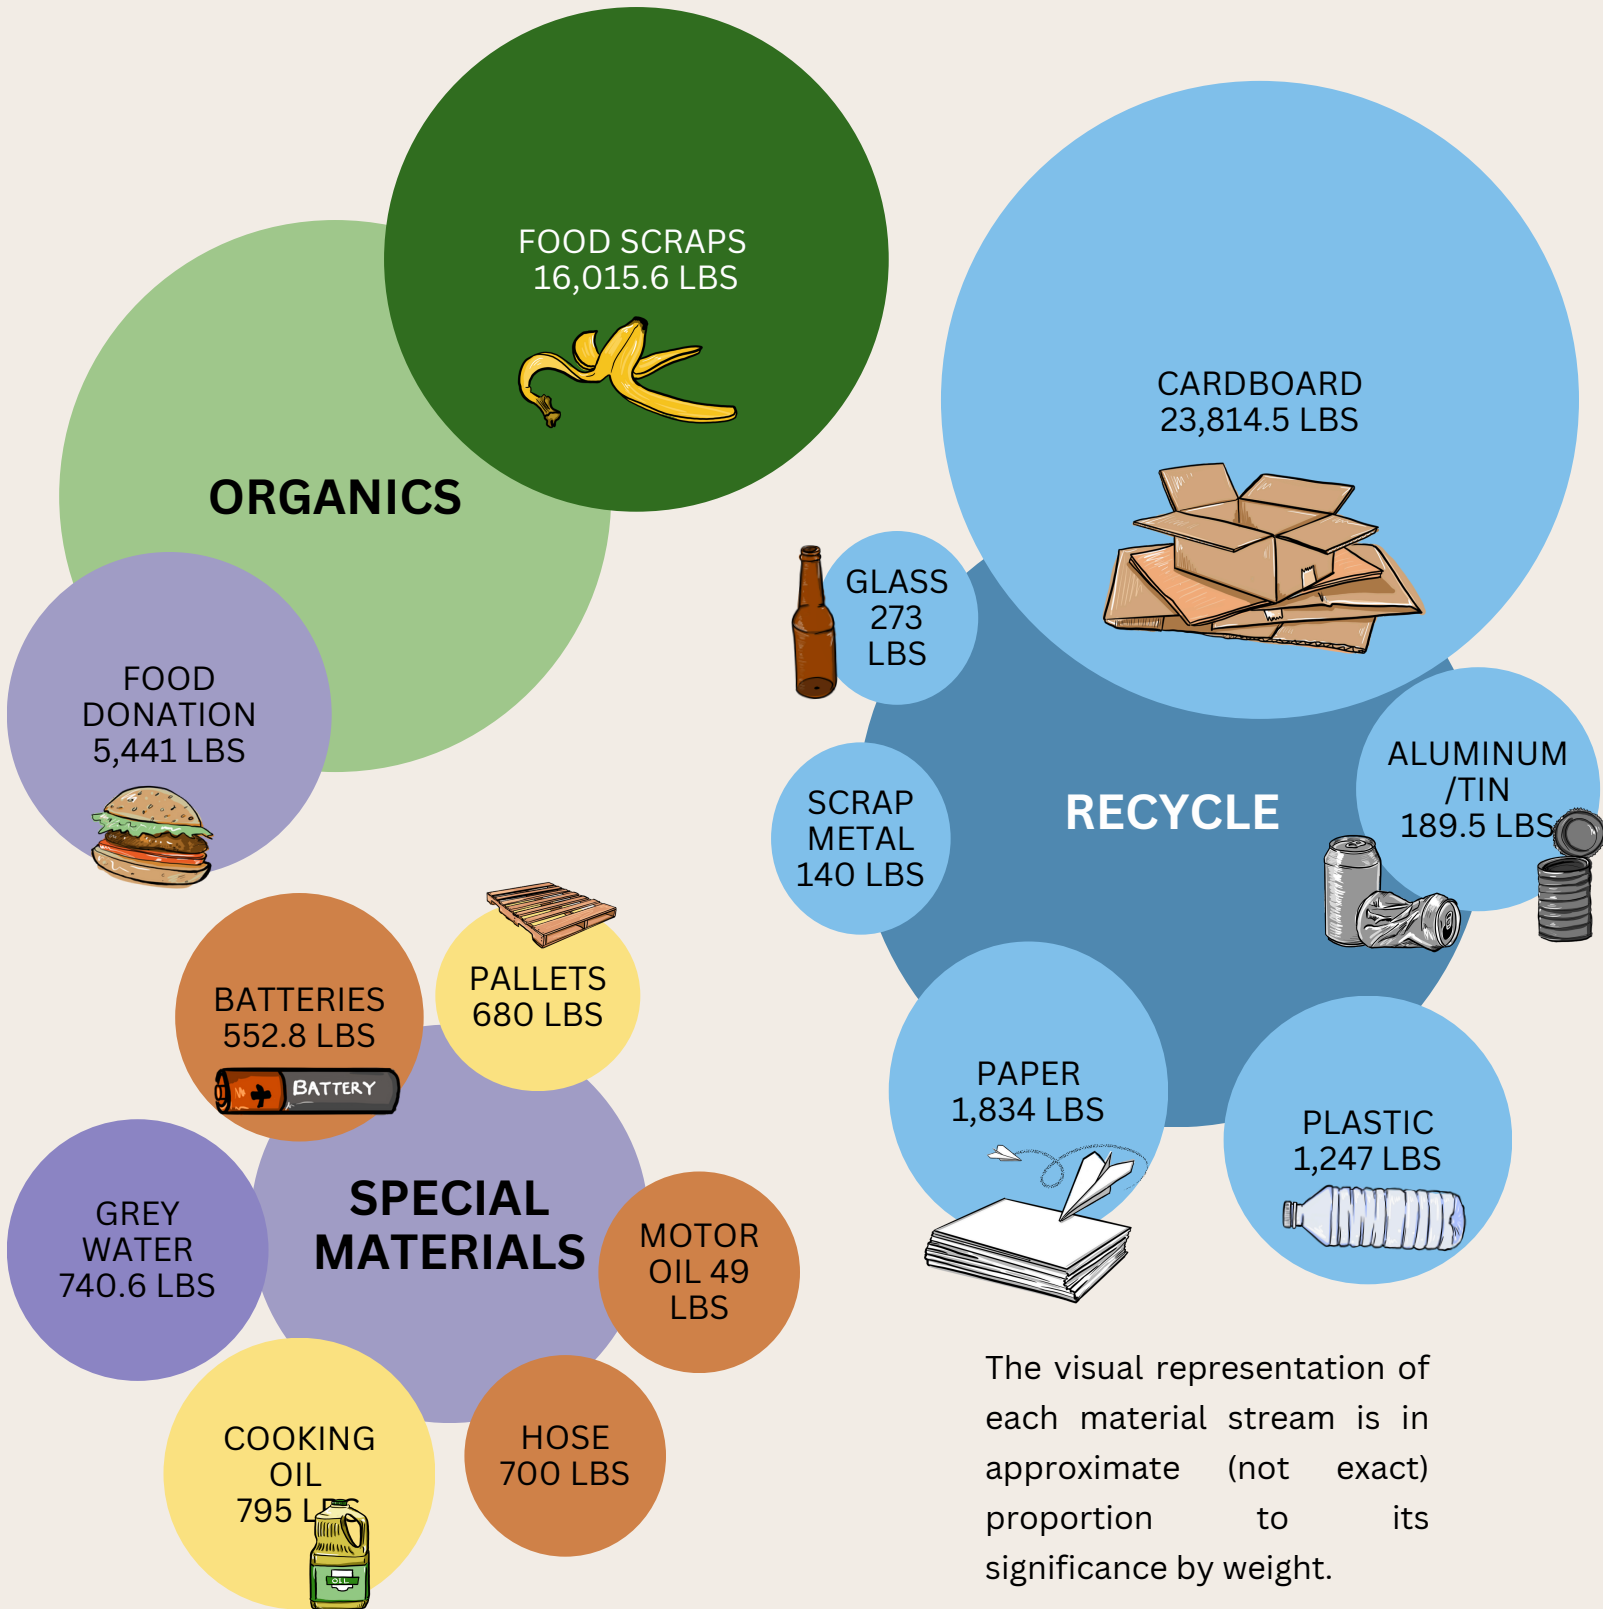 FOOD SCRAPS
16,015.6 LBS
ORGANICS
FOOD
DONATION
5,441 LBS
CARDBOARD
23,814.5 LBS
GLASS
273
LBS
SCRAP
METAL
140 LBS
RECYCLE
ALUMINUM
/TIN
189.5 LBS
PAPER
1,834 LBS
PLASTIC
1,247 LBS
BATTERIES
552.8 LBS
BATTERY
PALLETS
680 LBS
SPECIAL
MATERIALS
GREY
WATER
740.6 LBS
MOTOR
OIL 49
LBS
COOKING
OIL
795 LBS
OIL
HOSE
700 LBS
The visual representation of
each material stream is in
approximate (not exact)
proportion to its
significance by weight.